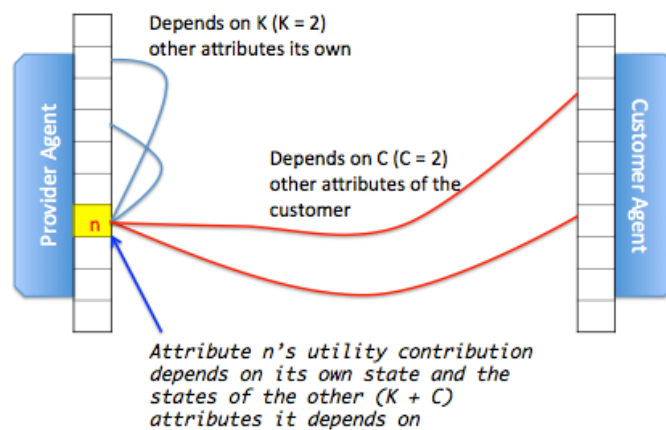 Depends on K (K = 2)
other attributes its own
Provider Agent
Customer Agent
Depends on C (C = 2)
other attributes of the
customer
n
Attribute n's utility contribution
depends on its own state and the
states of the other (K + C)
attributes it depends on